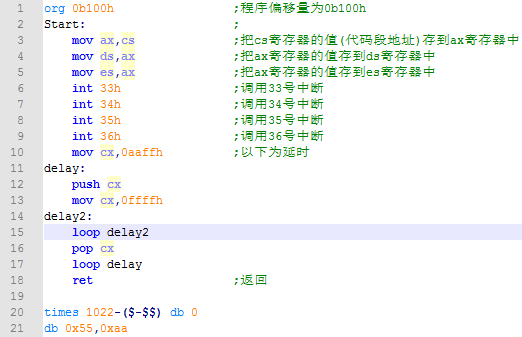 1 org 0b100h ;程序偏移量为0b100h
2 Start: ;
3 mov ax,cs ;把cs寄存器的值(代码段地址)存到ax寄存器中
4 mov ds,ax ;把ax寄存器的值存到ds寄存器中
5 mov es,ax ;把ax寄存器的值存到es寄存器中
6 int 33h ;调用33号中断
7 int 34h ;调用34号中断
8 int 35h ;调用35号中断
9 int 36h ;调用36号中断
10 mov cx,0aaffh ;以下为延时
11 delay:
12 push cx
13 mov cx,0ffffh
14 delay2:
15 loop delay2
16 pop cx
17 loop delay
18 ret ;返回
19
20 times 1022-($-$$) db 0
21 db 0x55,0xaa